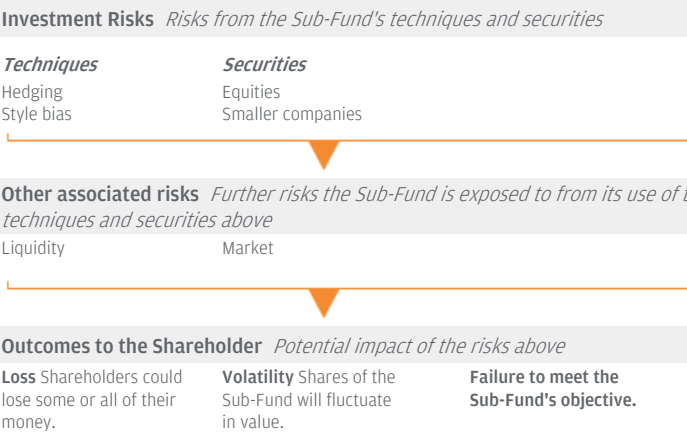 Investment Risks Risks from the Sub-Fund's techniques and securities
Techniques Securities
Hedging Equities
Style bias Smaller companies
Other associated risks Further risks the Sub-Fund is exposed to from its use of
techniques and securities above
Liquidity Market
Outcomes to the Shareholder Potential impact of the risks above
Loss Shareholders could Volatility Shares of the Failure to meet the
lose some or all of their Sub-Fund will fluctuate Sub-Fund's objective.
money. in value.